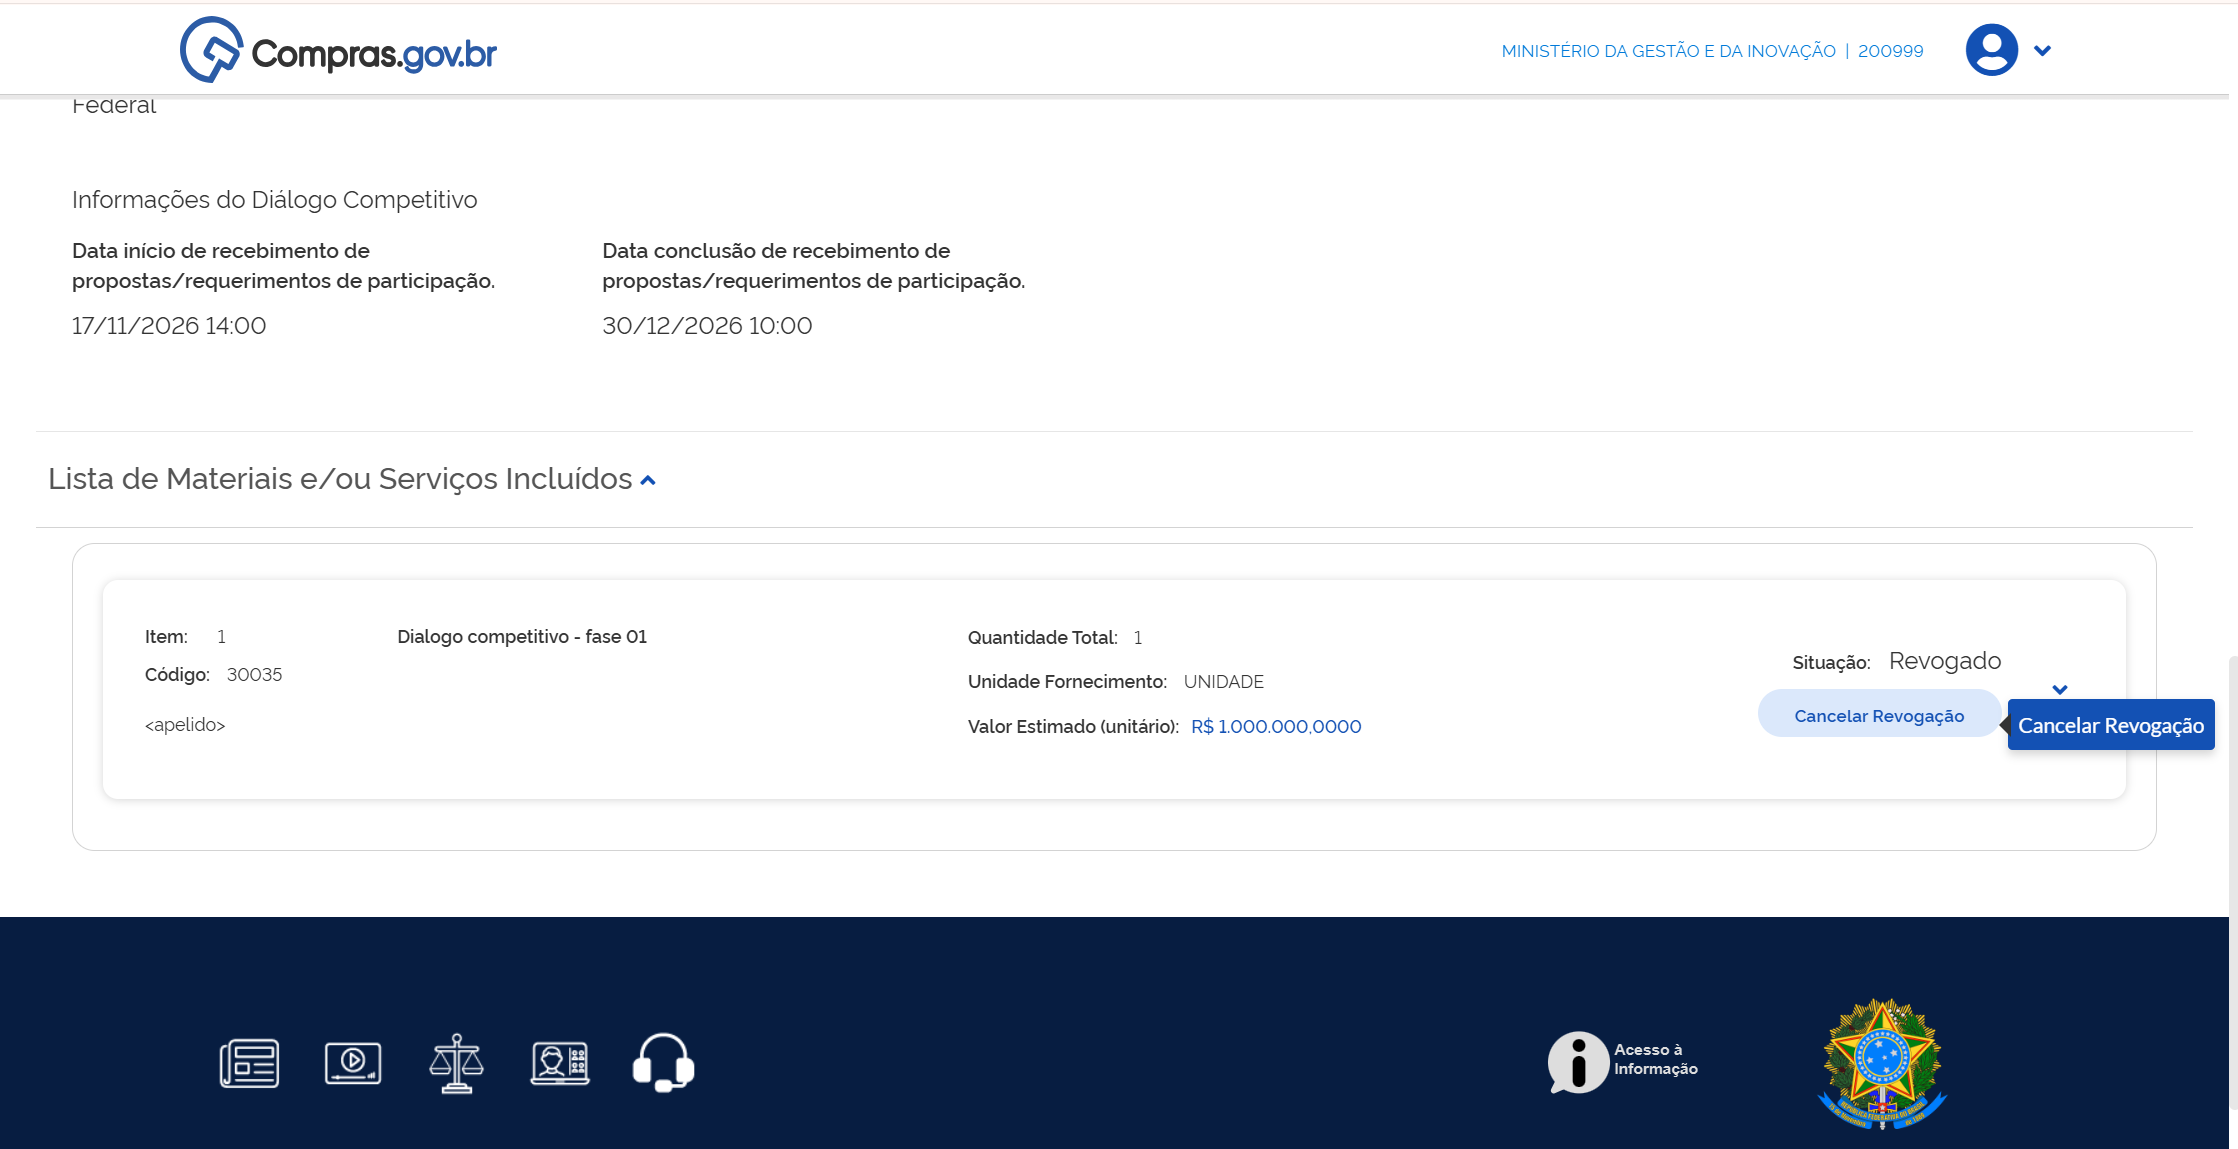 Compras.gov.br
MINISTÉRIO DA GESTÃO E DA INOVAÇÃO | 200999
Federal
Informações do Diálogo Competitivo
Data início de recebimento de
propostas/requerimentos de participação.
17/11/2026 14:00
Data conclusão de recebimento de
propostas/requerimentos de participação.
30/12/2026 10:00
Lista de Materiais e/ou Serviços Incluídos
Item: 1
Código: 30035
<apelido>
Dialogo competitivo - fase 01
Quantidade Total: 1
Unidade Fornecimento: UNIDADE
Valor Estimado (unitário): R$ 1.000.000,0000
Situação: Revogado
Cancelar Revogação
Cancelar Revogação
Acesso à
Informação